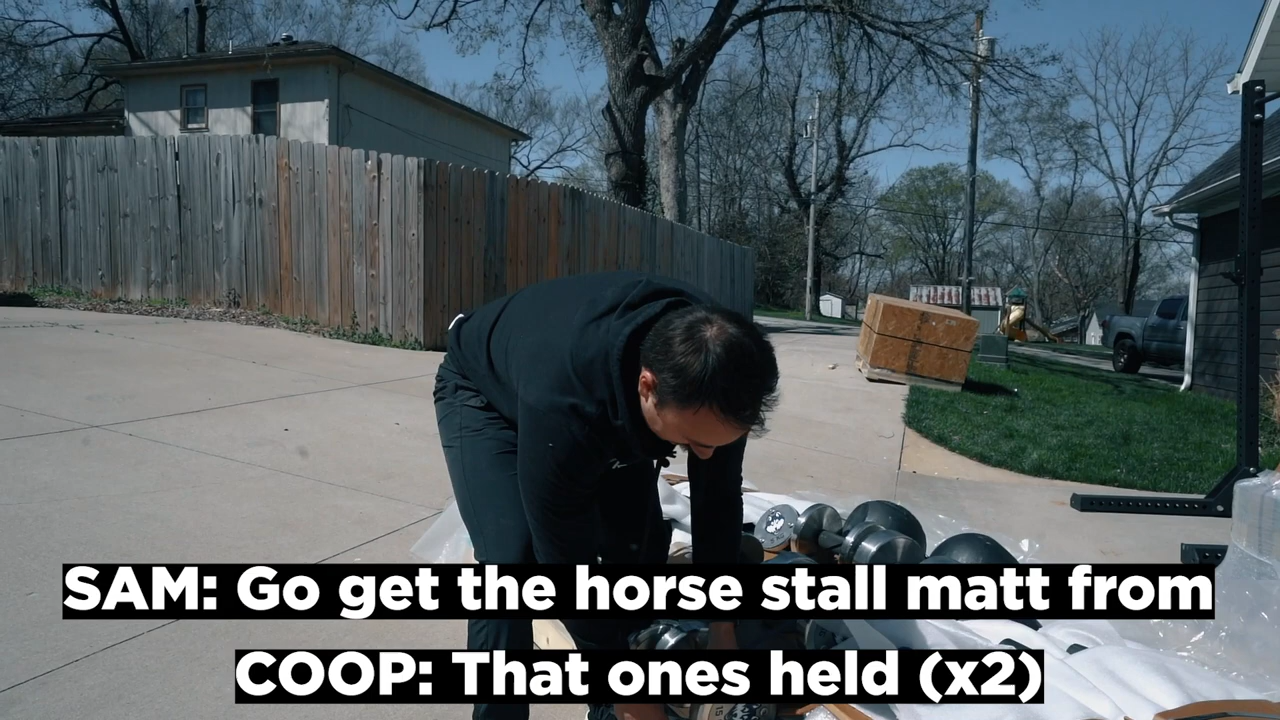 SAM: Go get the horse stall matt from
COOP: That ones held (x2)